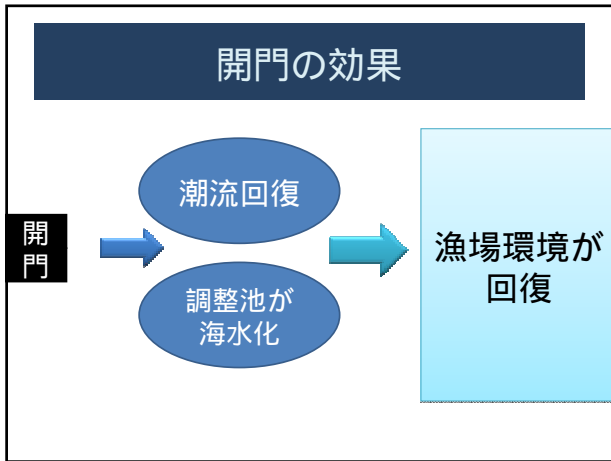 開門の効果
開
門
潮流回復
調整池が
海水化
漁場環境が
回復